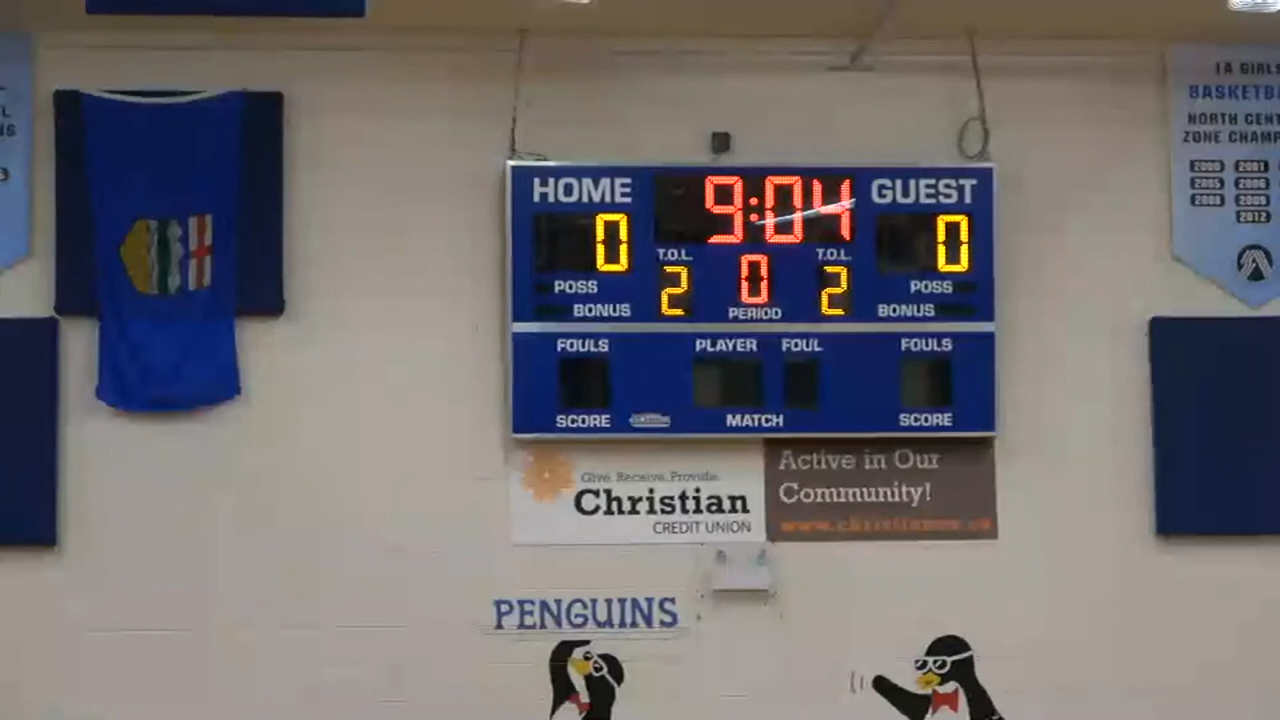 HOME 9:04 GUEST
0 T.O.L. T.O.L. 0
2 0 2
POSS POSS
BONUS PERIOD BONUS
FOULS PLAYER FOUL FOULS
SCORE MATCH SCORE
Give. Receive. Provide.
Christian
CREDIT UNION
Active in Our
Community!
PENGUINS
1A GIRLS
BASKETBA
NORTH CENT
ZONE CHAMP
2000 2001
2005 2006
2008 2009
2012